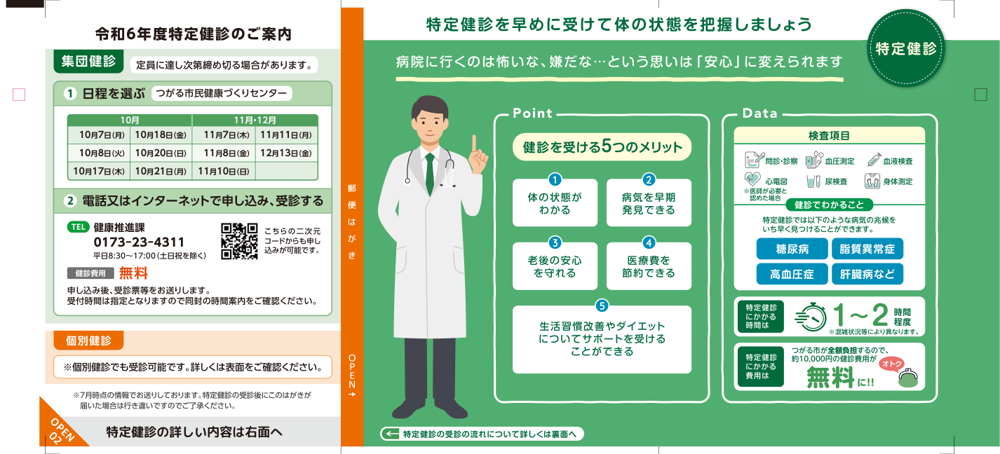 令和6年度特定健診のご案内
集団健診
定員に達し次第締め切る場合があります。
1 日程を選ぶ つがる市民健康づくりセンター
10月 11月・12月
10月7日(月) 10月18日(金) 11月7日(木) 11月11日(月)
10月8日(火) 10月20日(日) 11月8日(金) 12月13日(金)
10月17日(木) 10月21日(月) 11月10日(日)
2 電話又はインターネットで申し込み、受診する
TEL 健康推進課
0173-23-4311
平日8:30〜17:00(土日祝を除く)
こちらの二次元
コードからも申し
込みが可能です。
健診費用 無料
申し込み後、受診票等をお送りします。
受付時間は指定となりますので同封の時間案内をご確認ください。
個別健診
※個別健診でも受診可能です。詳しくは表面をご確認ください。
※7月時点の情報でお送りしております。特定健診の受診後にこのはがきが
届いた場合は行き違いですのでご了承ください。
OPEN
02
特定健診の詳しい内容は右面へ
郵便はがき
OPEN→
特定健診を早めに受けて体の状態を把握しましょう
特定健診
病院に行くのは怖いな、嫌だな…という思いは「安心」に変えられます
Point
健診を受ける5つのメリット
1
体の状態が
わかる
2
病気を早期
発見できる
3
老後の安心
を守れる
4
医療費を
節約できる
5
生活習慣改善やダイエット
についてサポートを受ける
ことができる
Data
検査項目
問診・診察 血圧測定 血液検査
心電図 尿検査 身体測定
※医師が必要と
認めた場合
健診でわかること
特定健診では以下のような病気の兆候を
いち早く見つけることができます。
糖尿病 脂質異常症
高血圧症 肝臓病など
特定健診
にかかる
時間は
1〜2時間
程度
※混雑状況等により異なります。
特定健診
にかかる
費用は
つがる市が全額負担するので、
約10,000円の健診費用が
無料に!!
オトク
← 特定健診の受診の流れについて詳しくは裏面へ